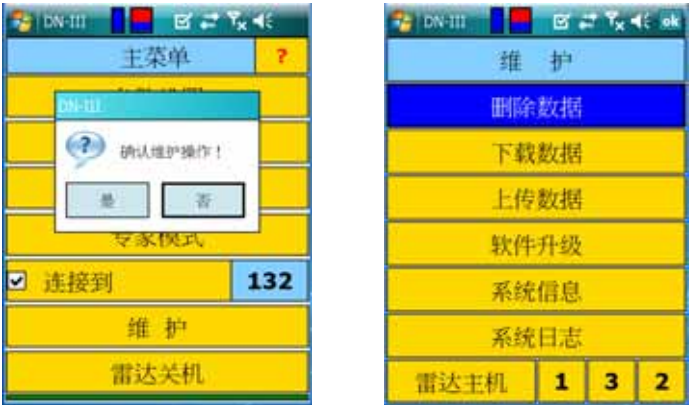 DN-III
主菜单 ?
DN-III
确认维护操作！
是 否
专家模式
连接到 132
维 护
雷达关机
DN-III ok
维 护
删除数据
下载数据
上传数据
软件升级
系统信息
系统日志
雷达主机 1 3 2